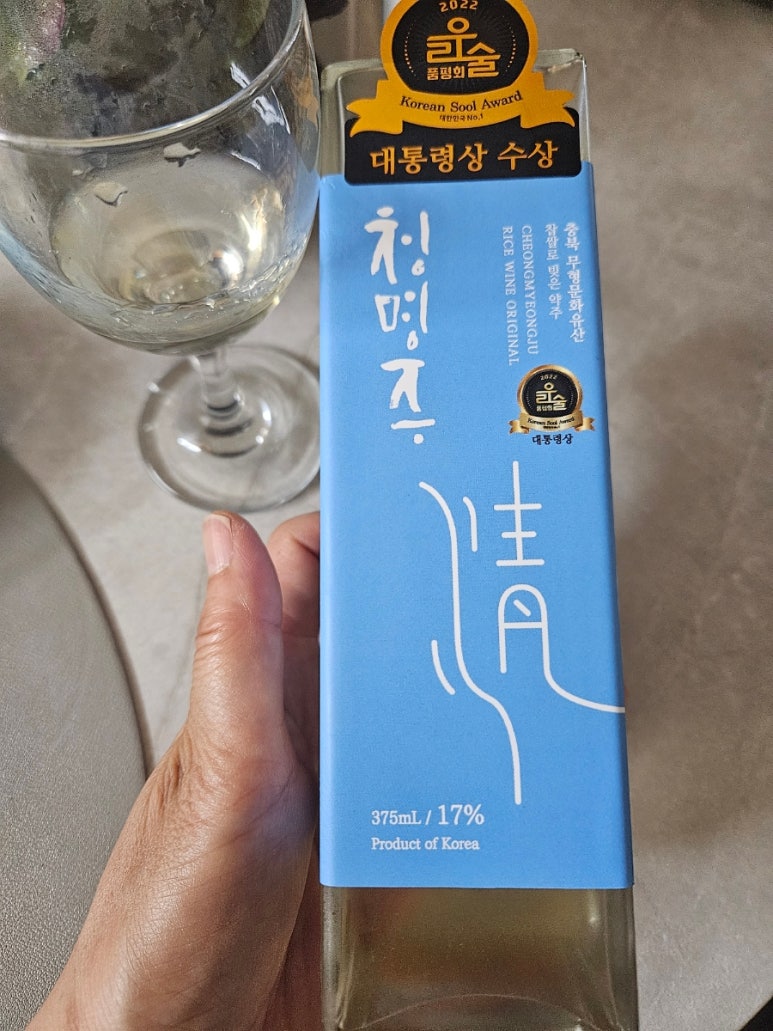 2022
우리술
품평회
Korean Sool Award
대한민국 No.1
대통령상 수상
청명주
충북 무형문화유산
찹쌀로 빚은 약주
CHEONGMYEONGJU
RICE WINE ORIGINAL
2022
우리술
품평회
Korean Sool Award
대통령상
淸
375mL / 17%
Product of Korea